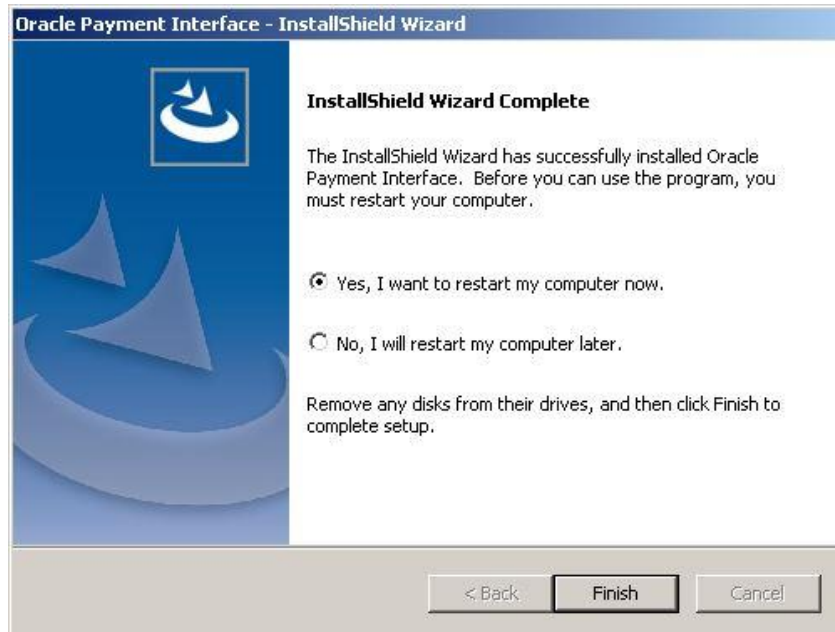 Oracle Payment Interface - InstallShield Wizard
InstallShield Wizard Complete
The InstallShield Wizard has successfully installed Oracle
Payment Interface. Before you can use the program, you
must restart your computer.
Yes, I want to restart my computer now.
No, I will restart my computer later.
Remove any disks from their drives, and then click Finish to
complete setup.
< Back Finish Cancel